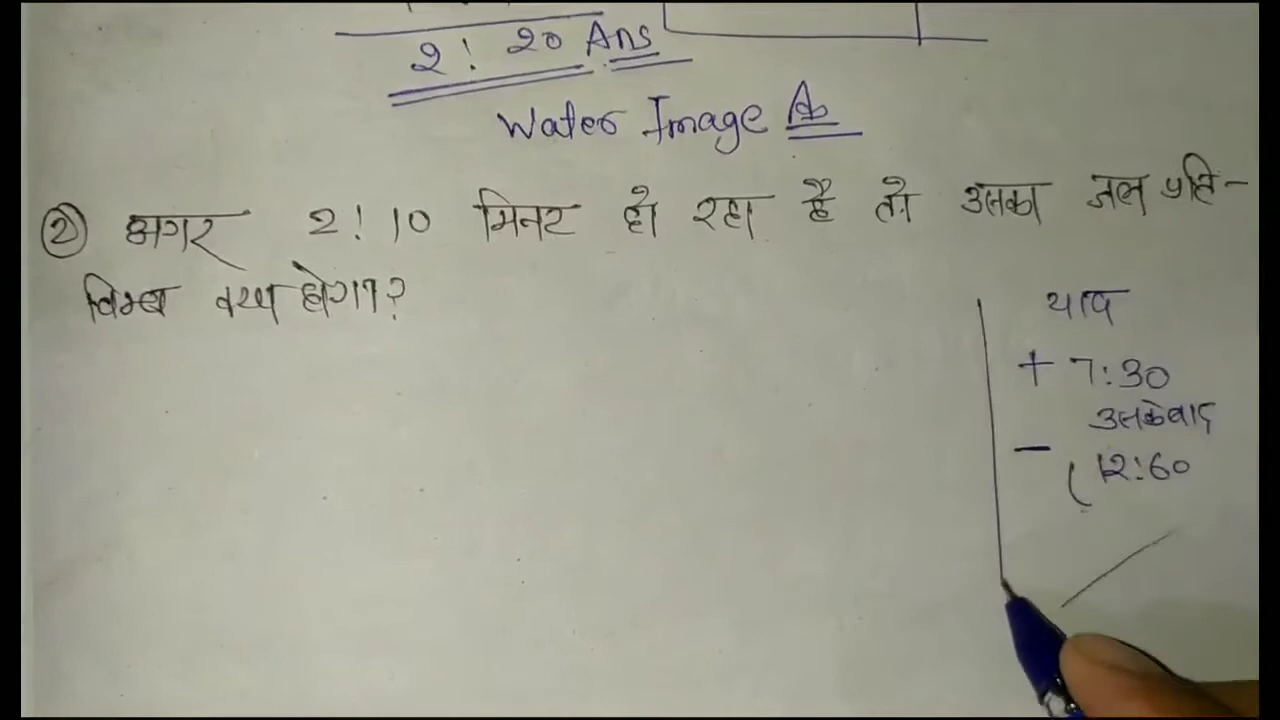 2! 20 Ans
Water Image
② अगर 2! 10 मिनट हो रहा है तो उसका जल प्रति-
बिम्ब क्या होगा?
याद
+ 7:30
उसकेबाद
- (12:60